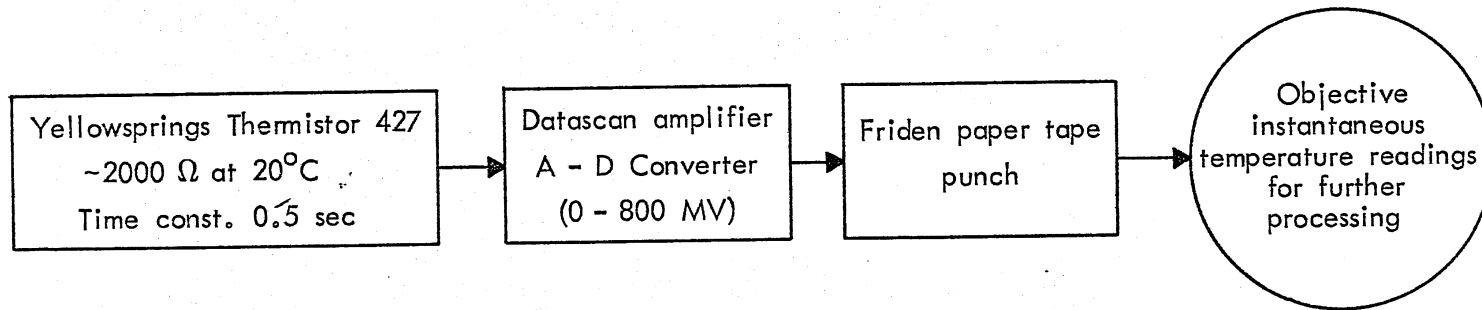 Yellowsprings Thermistor 427
~2000 Ω at 20°C
Time const. 0.5 sec
Datascan amplifier
A - D Converter
(0 - 800 MV)
Friden paper tape
punch
Objective
instantaneous
temperature readings
for further
processing